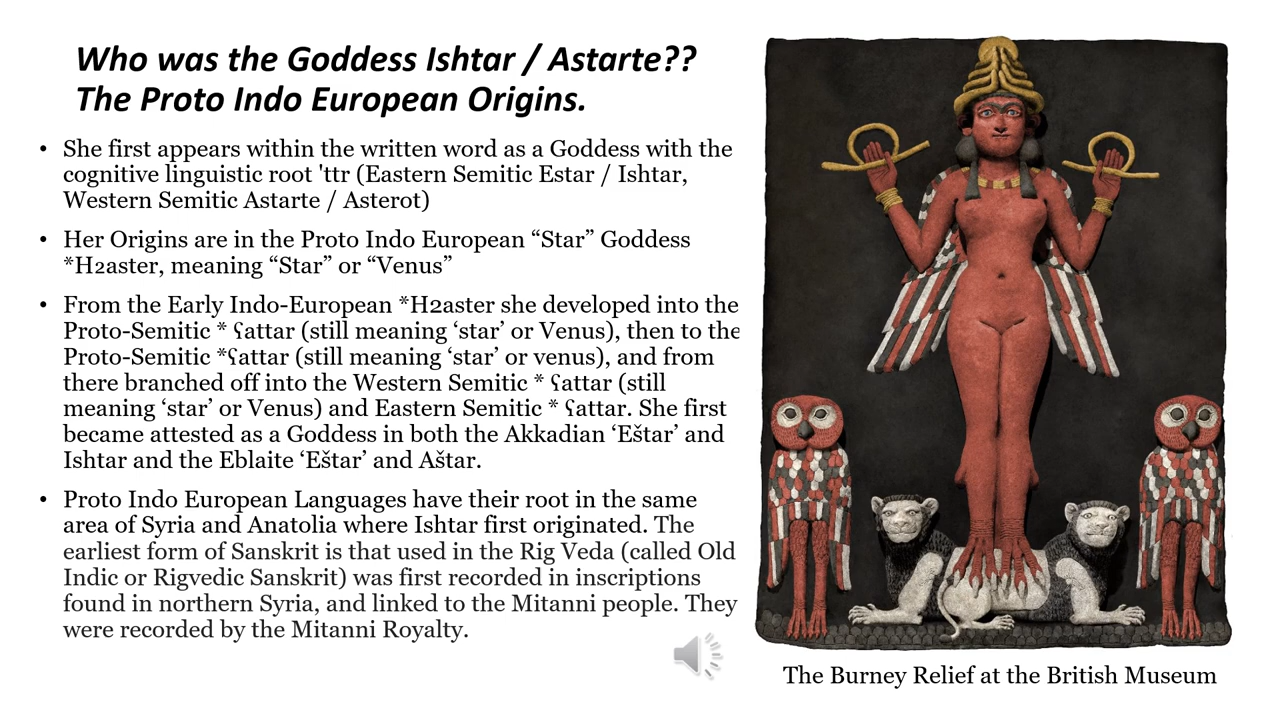 Who was the Goddess Ishtar / Astarte??
The Proto Indo European Origins.
• She first appears within the written word as a Goddess with the
cognitive linguistic root 'ttr (Eastern Semitic Estar / Ishtar,
Western Semitic Astarte / Asterot)
• Her Origins are in the Proto Indo European “Star” Goddess
*H2aster, meaning “Star” or “Venus”
• From the Early Indo-European *H2aster she developed into the
Proto-Semitic * ʕattar (still meaning ‘star’ or Venus), then to the
Proto-Semitic *ʕattar (still meaning ‘star’ or venus), and from
there branched off into the Western Semitic * ʕattar (still
meaning ‘star’ or Venus) and Eastern Semitic * ʕattar. She first
became attested as a Goddess in both the Akkadian ‘Eštar’ and
Ishtar and the Eblaite ‘Eštar’ and Aštar.
• Proto Indo European Languages have their root in the same
area of Syria and Anatolia where Ishtar first originated. The
earliest form of Sanskrit is that used in the Rig Veda (called Old
Indic or Rigvedic Sanskrit) was first recorded in inscriptions
found in northern Syria, and linked to the Mitanni people. They
were recorded by the Mitanni Royalty.
The Burney Relief at the British Museum